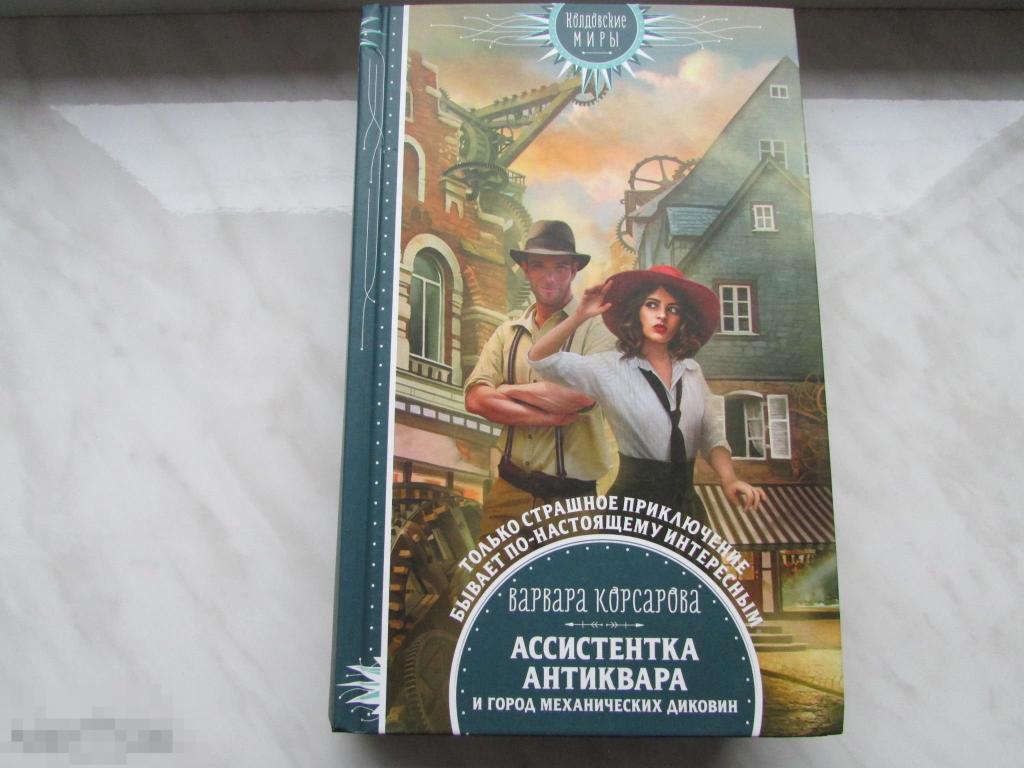 Колдовские
МИРЫ
ТОЛЬКО СТРАШНОЕ ПРИКЛЮЧЕНИЕ
БЫВАЕТ ПО-НАСТОЯЩЕМУ ИНТЕРЕСНЫМ
ВАРВАРА КОРСАРОВА
АССИСТЕНТКА
АНТИКВАРА
И ГОРОД МЕХАНИЧЕСКИХ ДИКОВИН